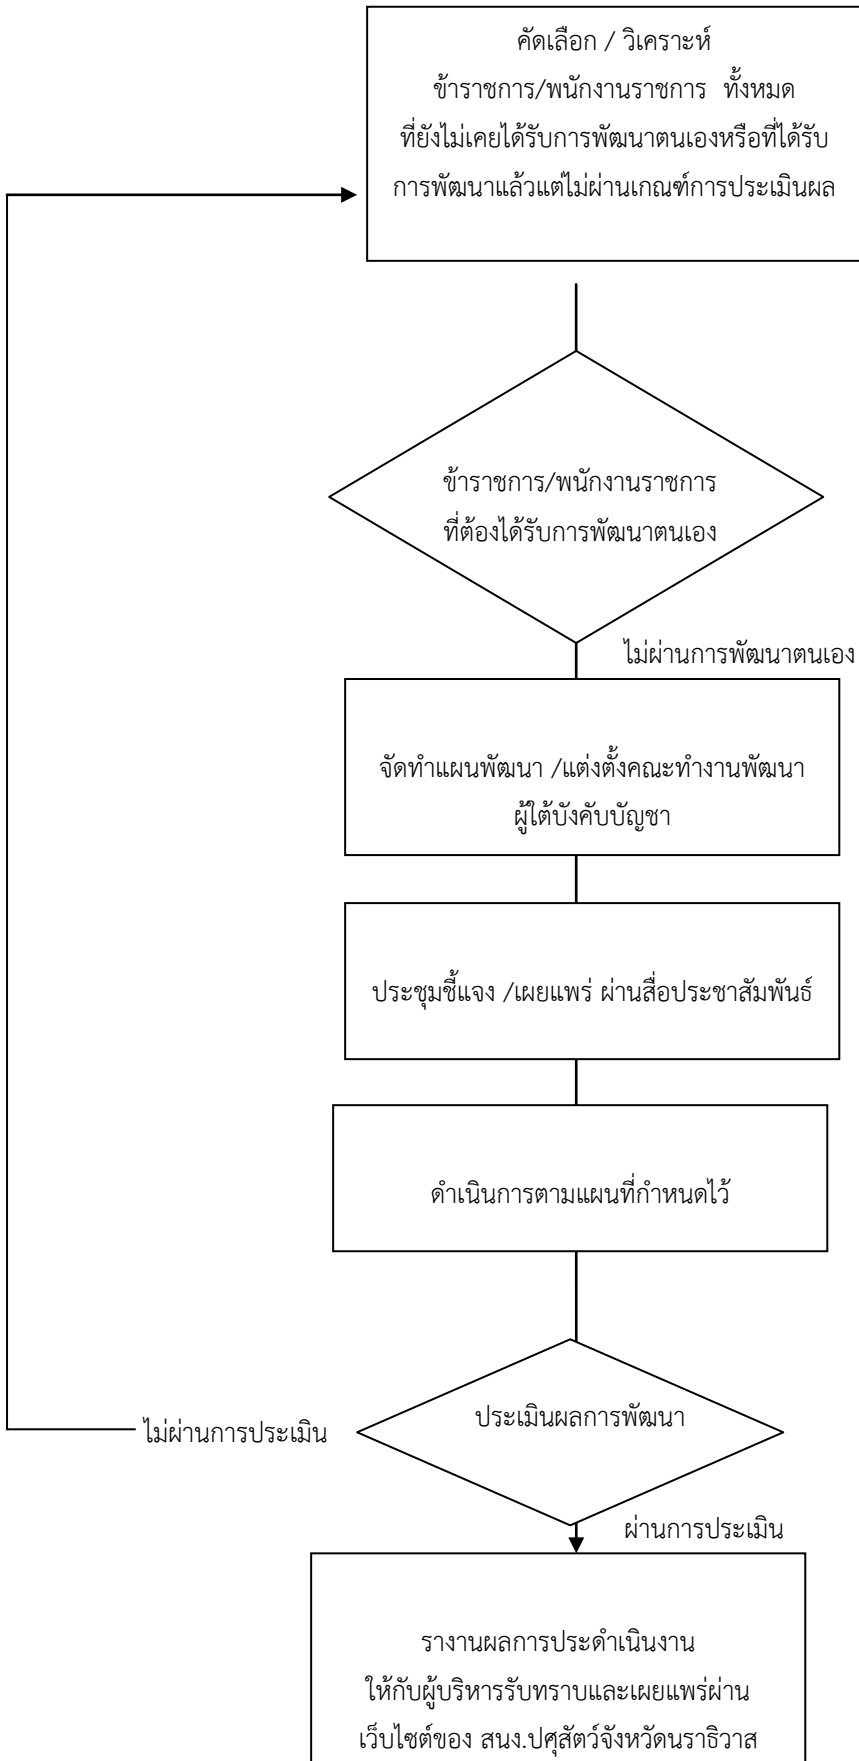 คัดเลือก / วิเคราะห์
ข้าราชการ/พนักงานราชการ ทั้งหมด
ที่ยังไม่เคยได้รับการพัฒนาตนเองหรือที่ได้รับ
การพัฒนาแล้วแต่ไม่ผ่านเกณฑ์การประเมินผล
ข้าราชการ/พนักงานราชการ
ที่ต้องได้รับการพัฒนาตนเอง
ไม่ผ่านการพัฒนาตนเอง
จัดทำแผนพัฒนา /แต่งตั้งคณะทำงานพัฒนา
ผู้ใต้บังคับบัญชา
ประชุมชี้แจง /เผยแพร่ ผ่านสื่อประชาสัมพันธ์
ดำเนินการตามแผนที่กำหนดไว้
ประเมินผลการพัฒนา
ไม่ผ่านการประเมิน
ผ่านการประเมิน
รางานผลการประดำเนินงาน
ให้กับผู้บริหารรับทราบและเผยแพร่ผ่าน
เว็บไซต์ของ สนง.ปศุสัตว์จังหวัดนราธิวาส